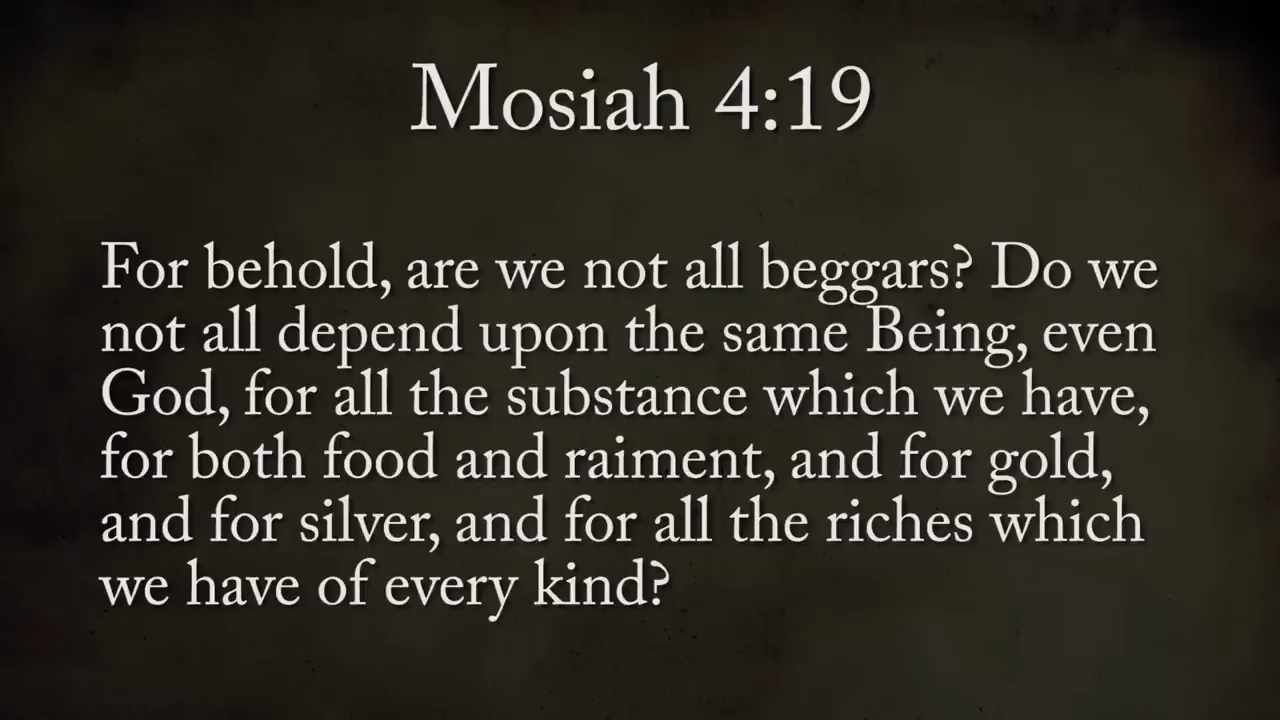 Mosiah 4:19
For behold, are we not all beggars? Do we
not all depend upon the same Being, even
God, for all the substance which we have,
for both food and raiment, and for gold,
and for silver, and for all the riches which
we have of every kind?